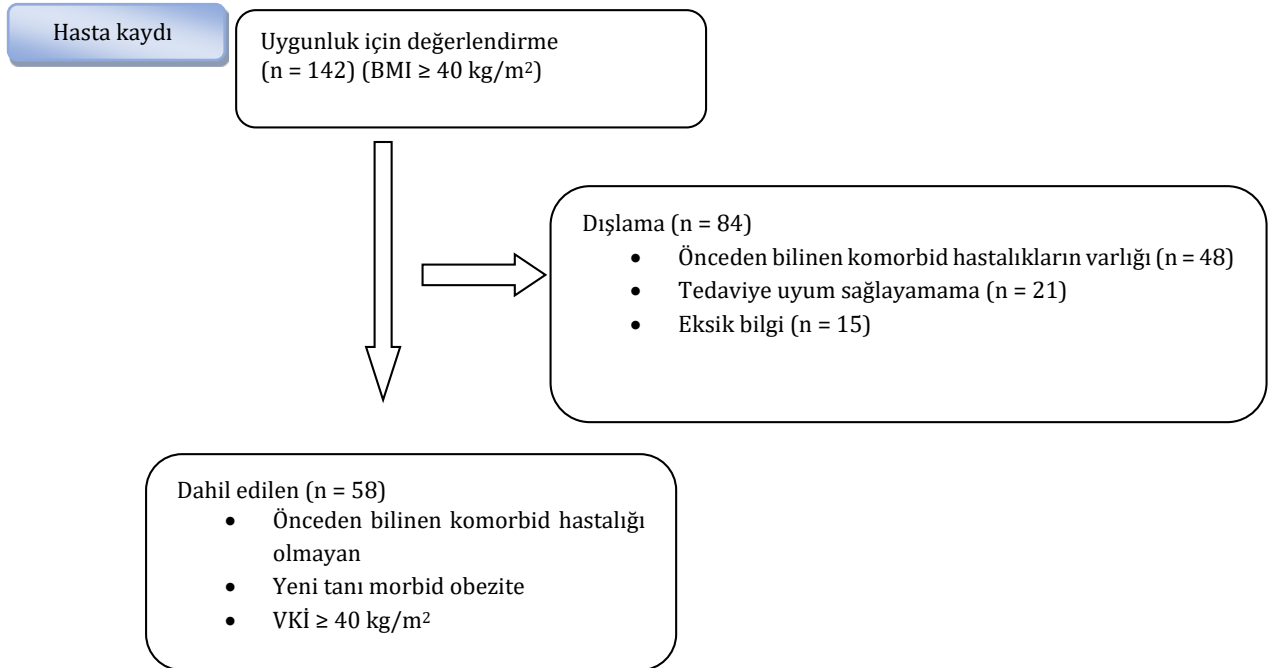 Hasta kaydı
Uygunluk için değerlendirme
(n = 142) (BMI ≥ 40 kg/m²)
Dışlama (n = 84)
• Önceden bilinen komorbid hastalıkların varlığı (n = 48)
• Tedaviye uyum sağlayamama (n = 21)
• Eksik bilgi (n = 15)
Dahil edilen (n = 58)
• Önceden bilinen komorbid hastalığı
olmayan
• Yeni tanı morbid obezite
• VKİ ≥ 40 kg/m²